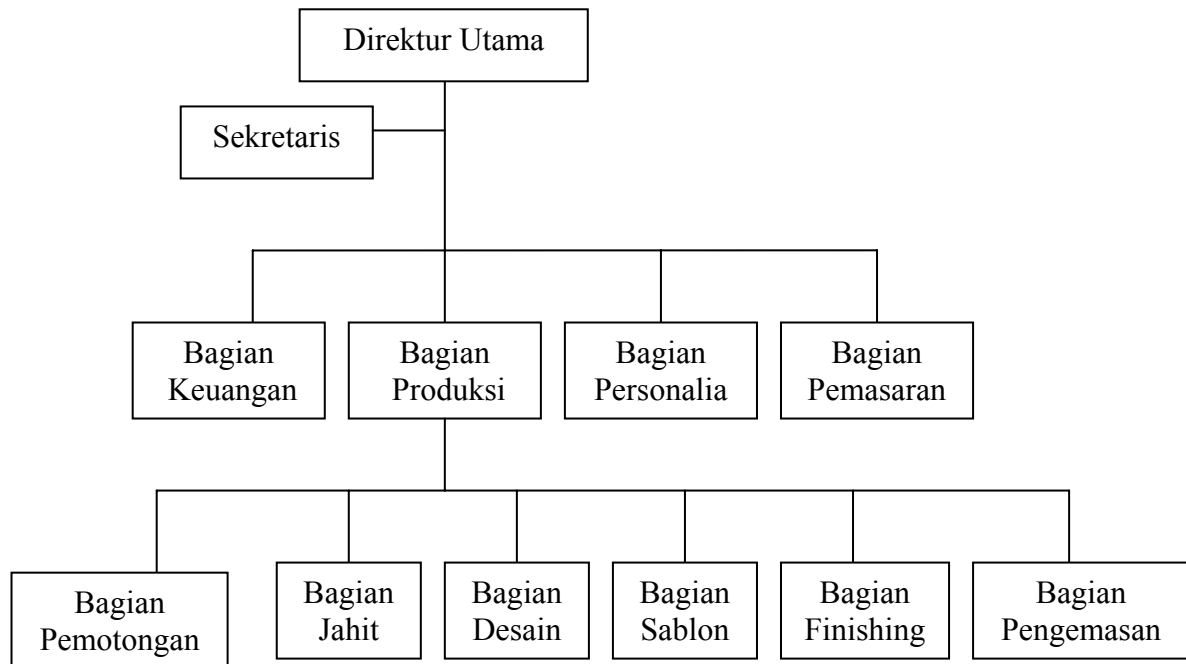 Direktur Utama
Sekretaris
Bagian
Keuangan
Bagian
Produksi
Bagian
Personalia
Bagian
Pemasaran
Bagian
Pemotongan
Bagian
Jahit
Bagian
Desain
Bagian
Sablon
Bagian
Finishing
Bagian
Pengemasan